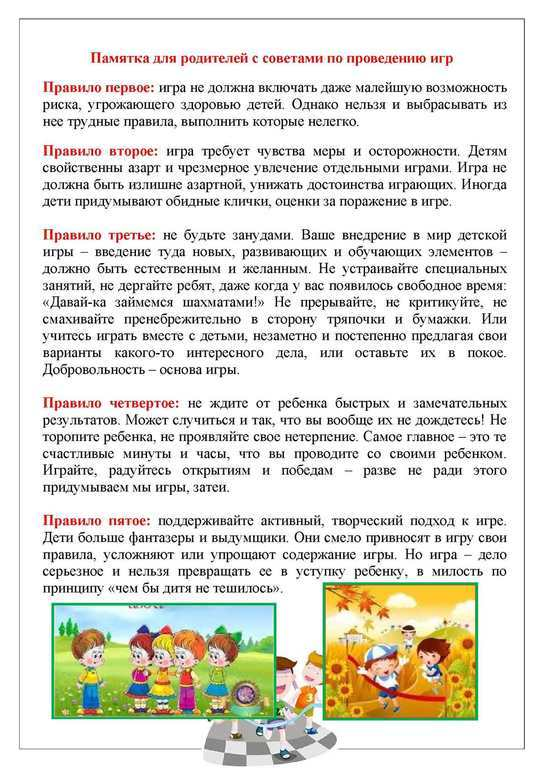 Памятка для родителей с советами по проведению игр
Правило первое: игра не должна включать даже малейшую возможность
риска, угрожающего здоровью детей. Однако нельзя и выбрасывать из
нее трудные правила, выполнить которые нелегко.
Правило второе: игра требует чувства меры и осторожности. Детям
свойственны азарт и чрезмерное увлечение отдельными играми. Игра не
должна быть излишне азартной, унижать достоинства играющих. Иногда
дети придумывают обидные клички, оценки за поражение в игре.
Правило третье: не будьте занудами. Ваше внедрение в мир детской
игры – введение туда новых, развивающих и обучающих элементов –
должно быть естественным и желанным. Не устраивайте специальных
занятий, не дергайте ребят, даже когда у вас появилось свободное время:
«Давай-ка займемся шахматами!» Не прерывайте, не критикуйте, не
смахивайте пренебрежительно в сторону тряпочки и бумажки. Или
учитесь играть вместе с детьми, незаметно и постепенно предлагая свои
варианты какого-то интересного дела, или оставьте их в покое.
Добровольность – основа игры.
Правило четвертое: не ждите от ребенка быстрых и замечательных
результатов. Может случиться и так, что вы вообще их не дождетесь! Не
торопите ребенка, не проявляйте свое нетерпение. Самое главное – это те
счастливые минуты и часы, что вы проводите со своими ребенком.
Играйте, радуйтесь открытиям и победам – разве не ради этого
придумываем мы игры, затеи.
Правило пятое: поддерживайте активный, творческий подход к игре.
Дети больше фантазеры и выдумщики. Они смело привносят в игру свои
правила, усложняют или упрощают содержание игры. Но игра – дело
серьезное и нельзя превращать ее в уступку ребенку, в милость по
принципу «чем бы дитя не тешилось».
3